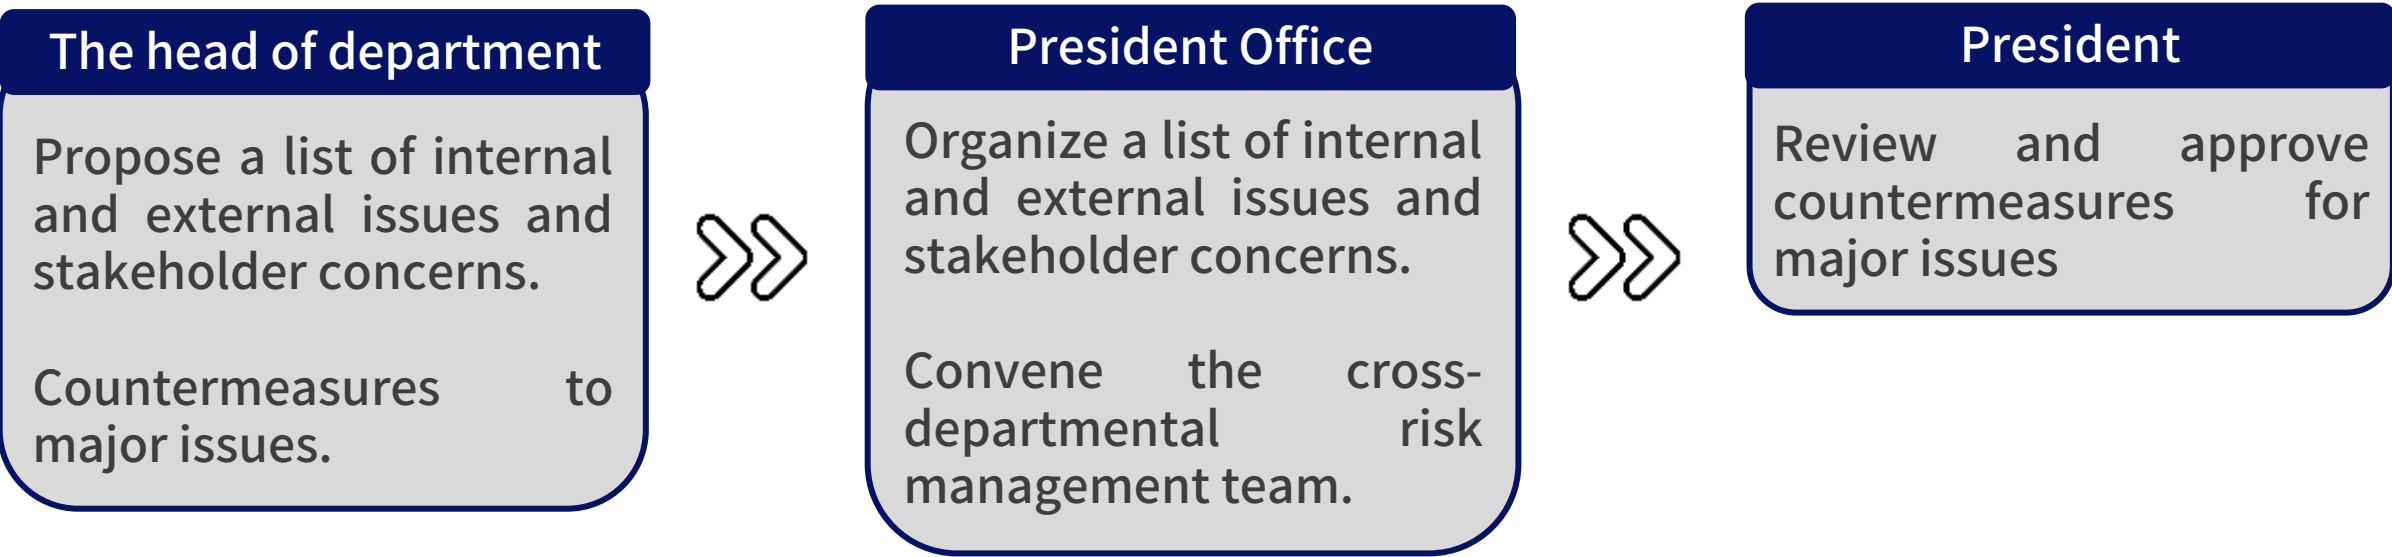 The head of department
Propose a list of internal
and external issues and
stakeholder concerns.
Countermeasures to
major issues.
President Office
Organize a list of internal
and external issues and
stakeholder concerns.
Convene the cross-
departmental risk
management team.
President
Review and approve
countermeasures for
major issues